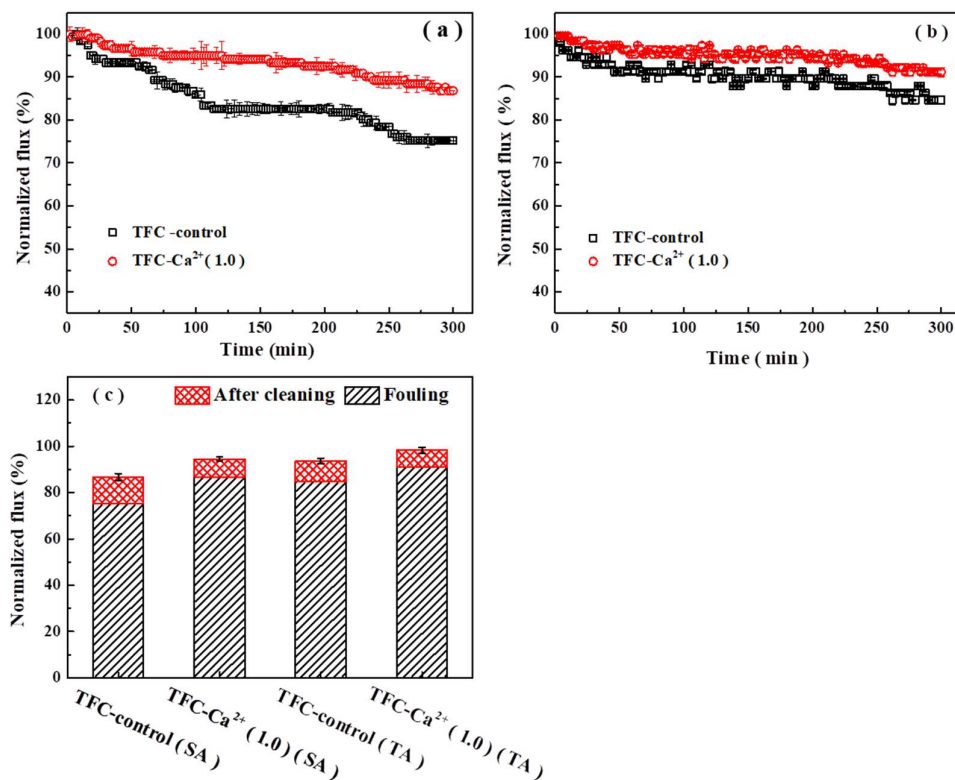 ( a )
100
90
80
70
60
50
40
Normalized flux (%)
TFC -control
TFC-Ca²⁺ ( 1.0 )
0 50 100 150 200 250 300
Time (min)
( b )
100
90
80
70
60
50
40
Normalized flux ( % )
TFC-control
TFC-Ca²⁺ ( 1.0 )
0 50 100 150 200 250 300
Time ( min )
( c )
After cleaning Fouling
120
100
80
60
40
20
0
Normalized flux (%)
TFC-control ( SA )
TFC-Ca²⁺ ( 1.0 ) ( SA )
TFC-control ( TA )
TFC-Ca²⁺ ( 1.0 ) ( TA )